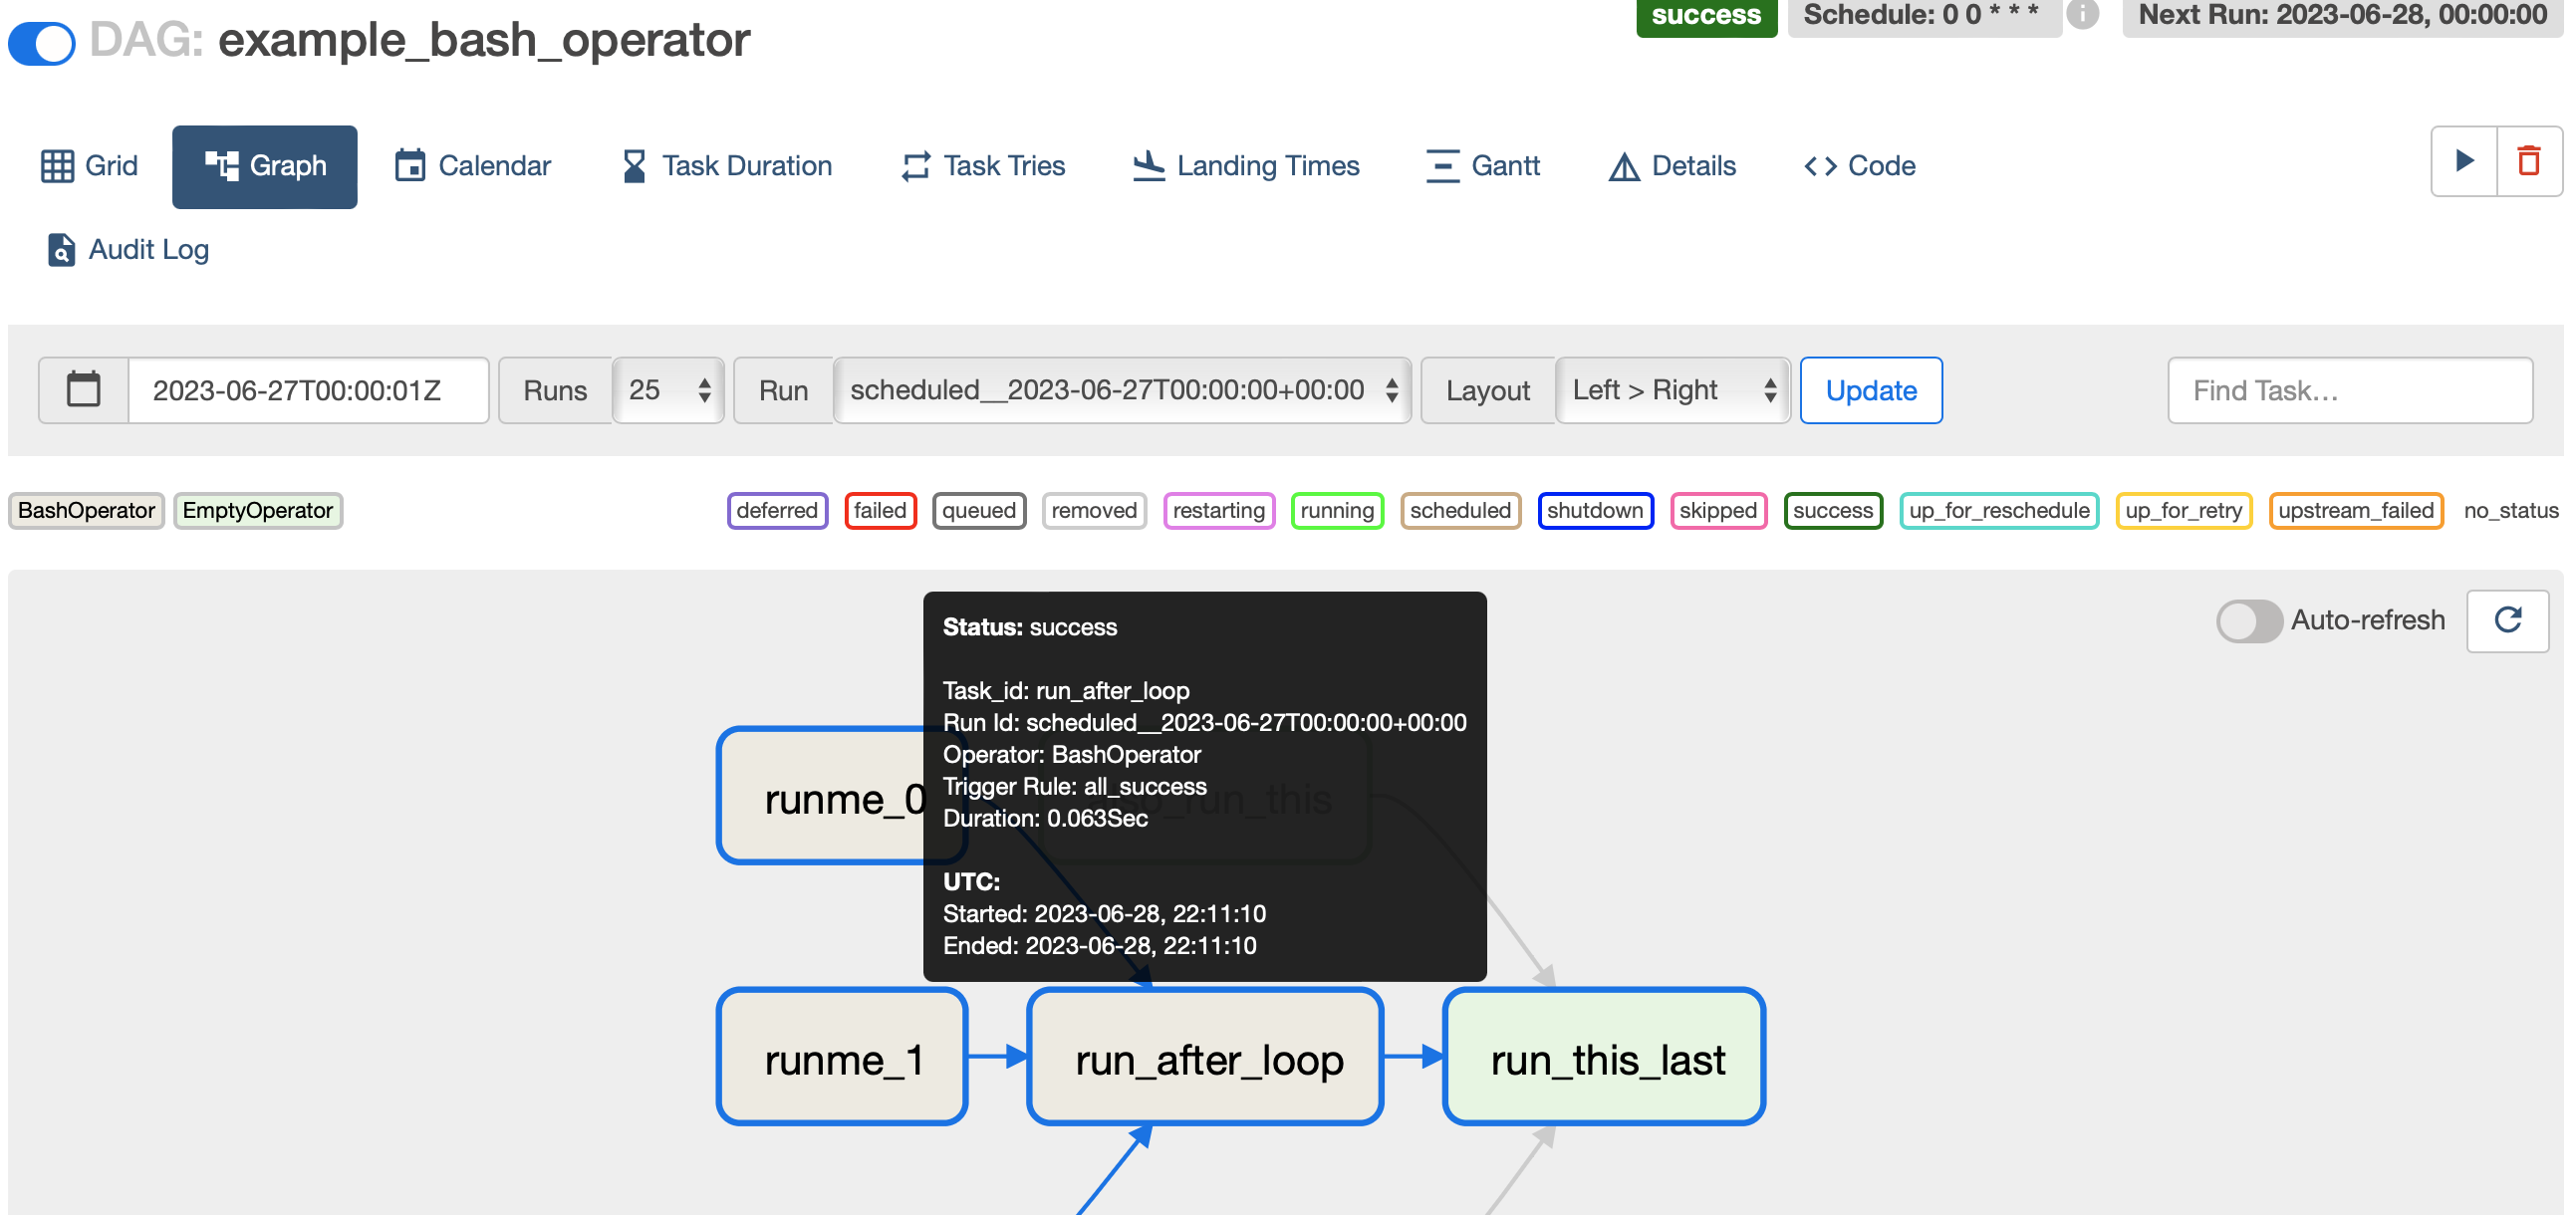 DAG: example_bash_operator
success
Schedule: 0 0 * * *
i
Next Run: 2023-06-28, 00:00:00
Grid
Graph
Calendar
Task Duration
Task Tries
Landing Times
Gantt
Details
Code
Audit Log
2023-06-27T00:00:01Z
Runs
25
Run
scheduled__2023-06-27T00:00:00+00:00
Layout
Left > Right
Update
Find Task…
BashOperator
EmptyOperator
deferred
failed
queued
removed
restarting
running
scheduled
shutdown
skipped
success
up_for_reschedule
up_for_retry
upstream_failed
no_status
Auto-refresh
Status: success
Task_id: run_after_loop
Run Id: scheduled__2023-06-27T00:00:00+00:00
Operator: BashOperator
Trigger Rule: all_success
Duration: 0.063Sec
UTC:
Started: 2023-06-28, 22:11:10
Ended: 2023-06-28, 22:11:10
runme_0
also_run_this
runme_1
run_after_loop
run_this_last